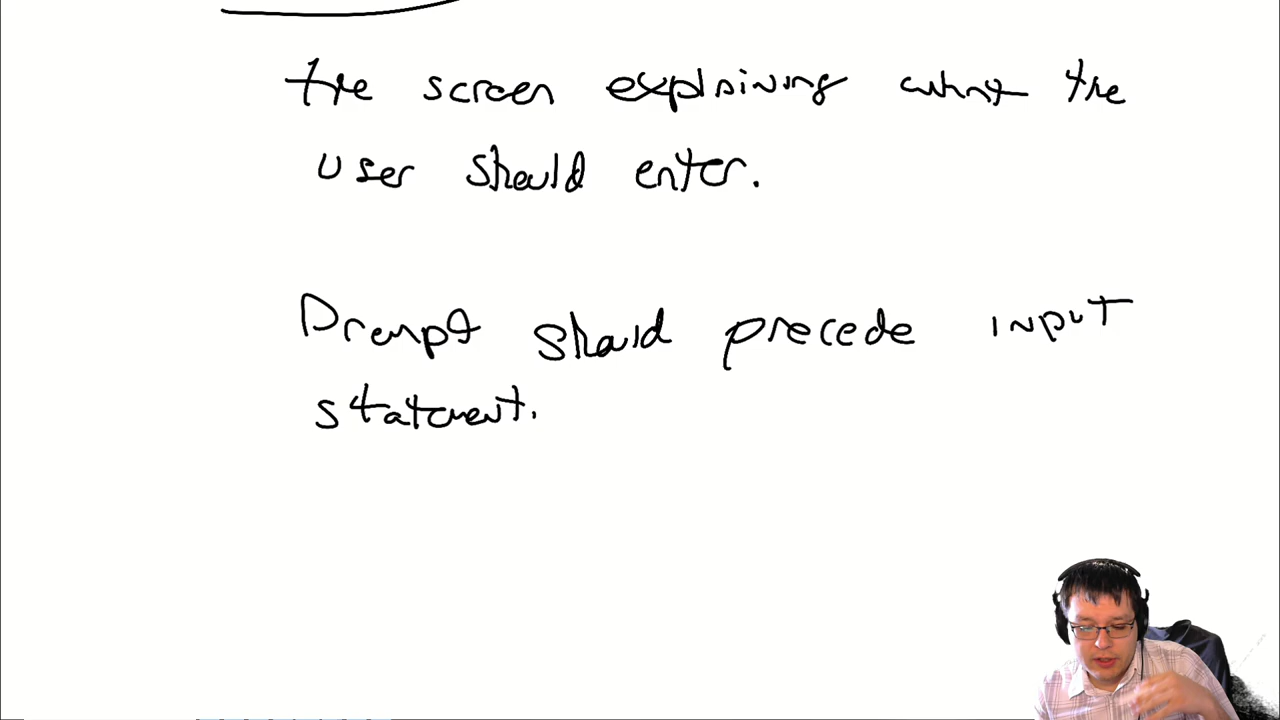 the screen explaining what the
user should enter.
Prompt should precede input
statement.